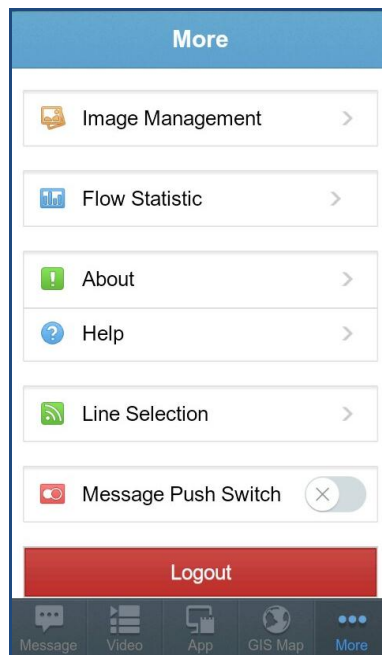 More
Image Management
Flow Statistic
About
Help
Line Selection
Message Push Switch
Logout
Message Video App GIS Map More